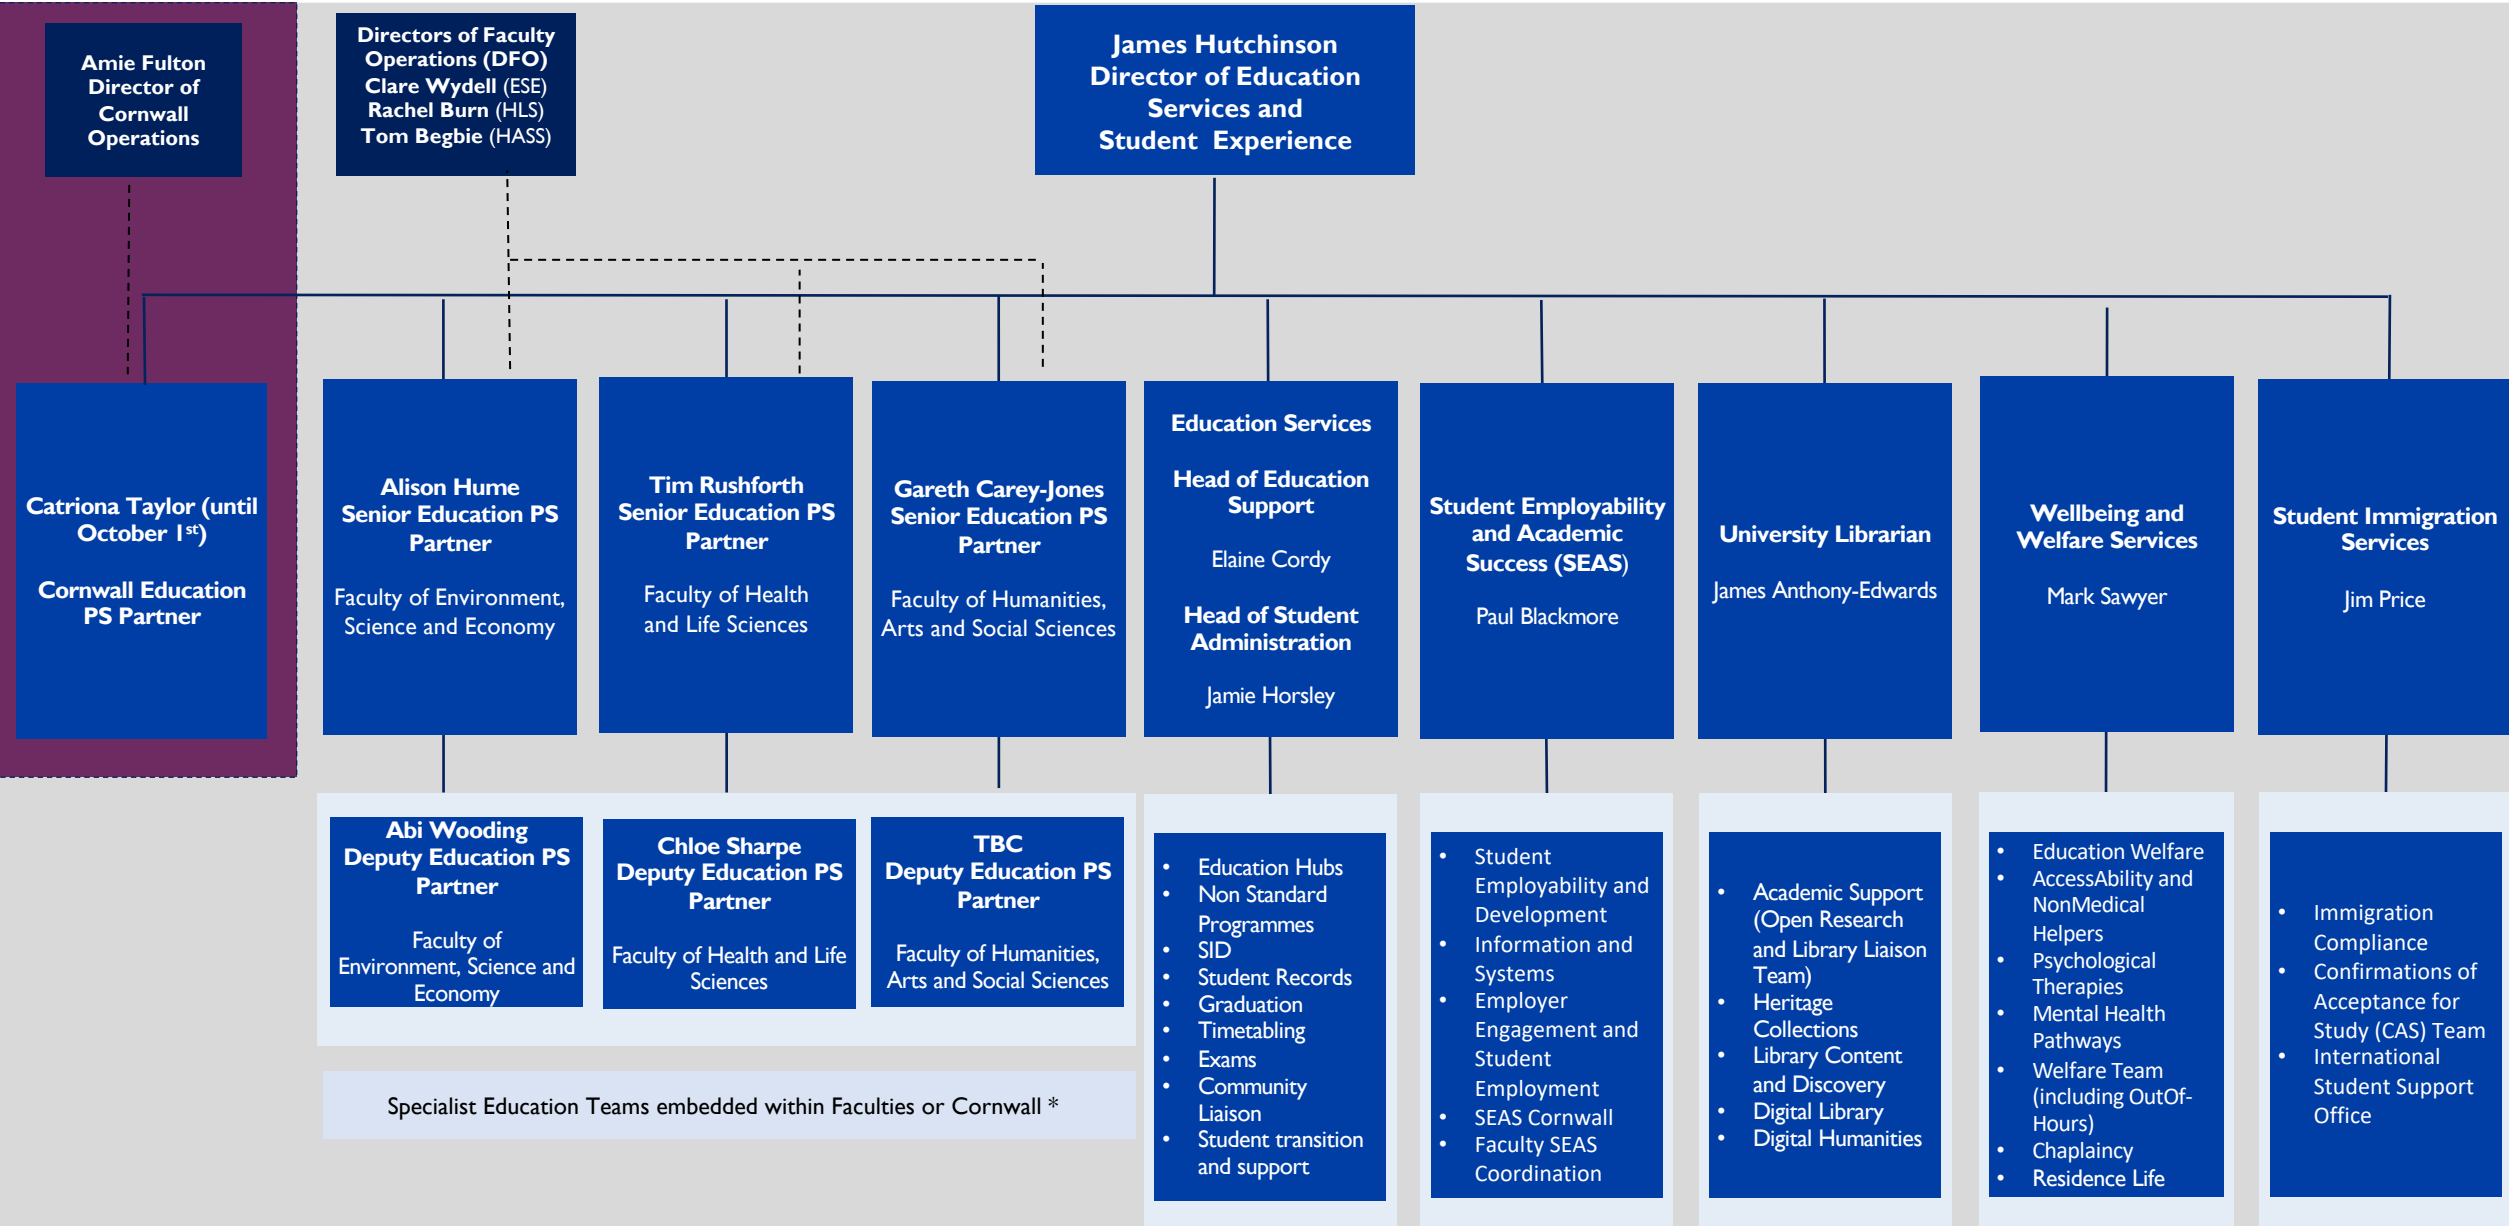 Amie Fulton
Director of
Cornwall
Operations
Directors of Faculty
Operations (DFO)
Clare Wydell (ESE)
Rachel Burn (HLS)
Tom Begbie (HASS)
James Hutchinson
Director of Education
Services and
Student Experience
Catriona Taylor (until
October 1st)
Cornwall Education
PS Partner
Alison Hume
Senior Education PS
Partner
Faculty of Environment,
Science and Economy
Tim Rushforth
Senior Education PS
Partner
Faculty of Health
and Life Sciences
Gareth Carey-Jones
Senior Education PS
Partner
Faculty of Humanities,
Arts and Social Sciences
Education Services
Head of Education
Support
Elaine Cordy
Head of Student
Administration
Jamie Horsley
Student Employability
and Academic
Success (SEAS)
Paul Blackmore
University Librarian
James Anthony-Edwards
Wellbeing and
Welfare Services
Mark Sawyer
Student Immigration
Services
Jim Price
Abi Wooding
Deputy Education PS
Partner
Faculty of
Environment, Science and
Economy
Chloe Sharpe
Deputy Education PS
Partner
Faculty of Health and Life
Sciences
TBC
Deputy Education PS
Partner
Faculty of Humanities,
Arts and Social Sciences
Specialist Education Teams embedded within Faculties or Cornwall *
• Education Hubs
• Non Standard
Programmes
• SID
• Student Records
• Graduation
• Timetabling
• Exams
• Community
Liaison
• Student transition
and support
• Student
Employability and
Development
• Information and
Systems
• Employer
Engagement and
Student
Employment
• SEAS Cornwall
• Faculty SEAS
Coordination
• Academic Support
(Open Research
and Library Liaison
Team)
• Heritage
Collections
• Library Content
and Discovery
• Digital Library
• Digital Humanities
• Education Welfare
• AccessAbility and
NonMedical
Helpers
• Psychological
Therapies
• Mental Health
Pathways
• Welfare Team
(including OutOf-
Hours)
• Chaplaincy
• Residence Life
• Immigration
Compliance
• Confirmations of
Acceptance for
Study (CAS) Team
• International
Student Support
Office